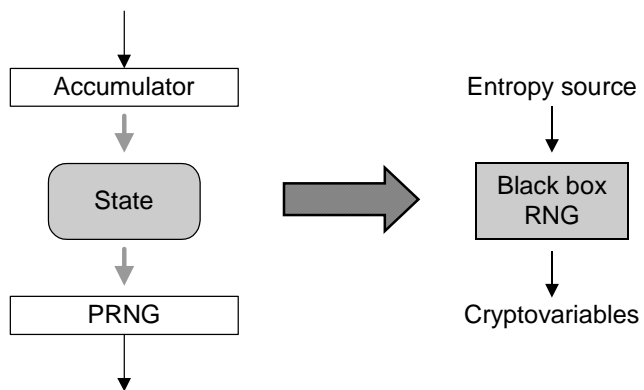 Accumulator
State
PRNG
Entropy source
Black box
RNG
Cryptovariables